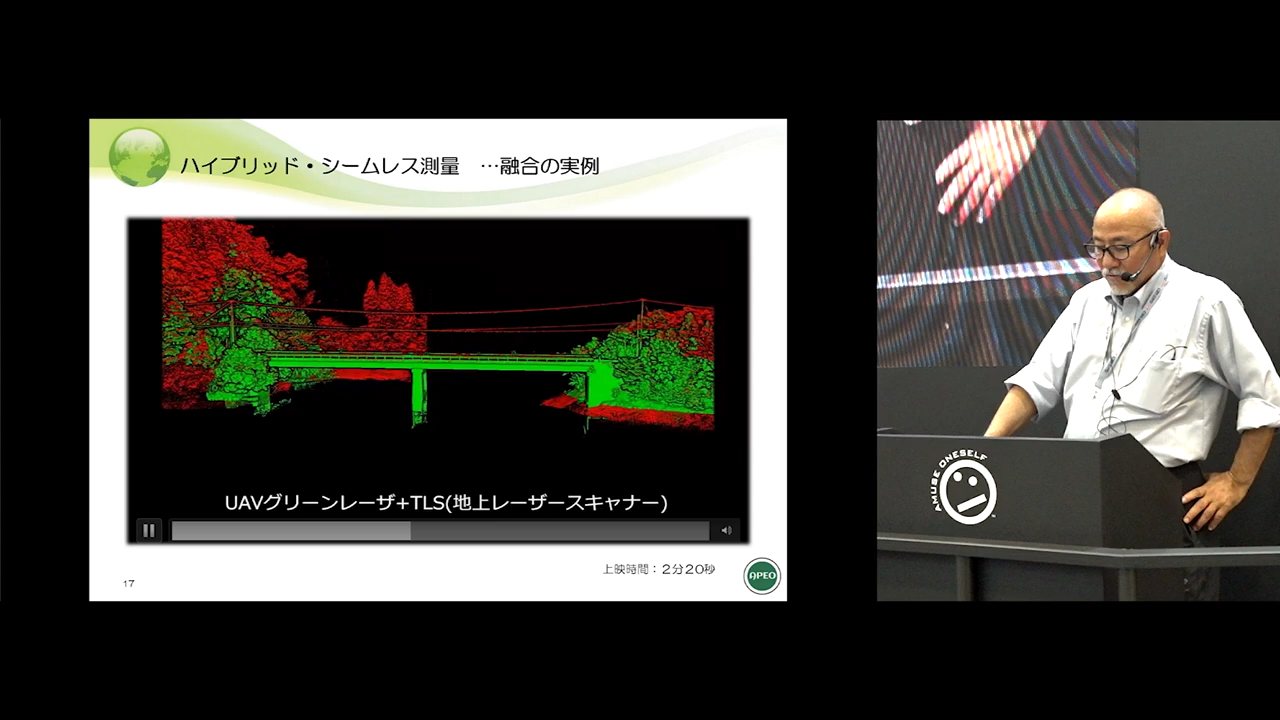 ハイブリッド・シームレス測量　…融合の実例
UAVグリーンレーザ+TLS(地上レーザースキャナー)
上映時間：2分20秒
17
APEO
AMUSE ONESELF